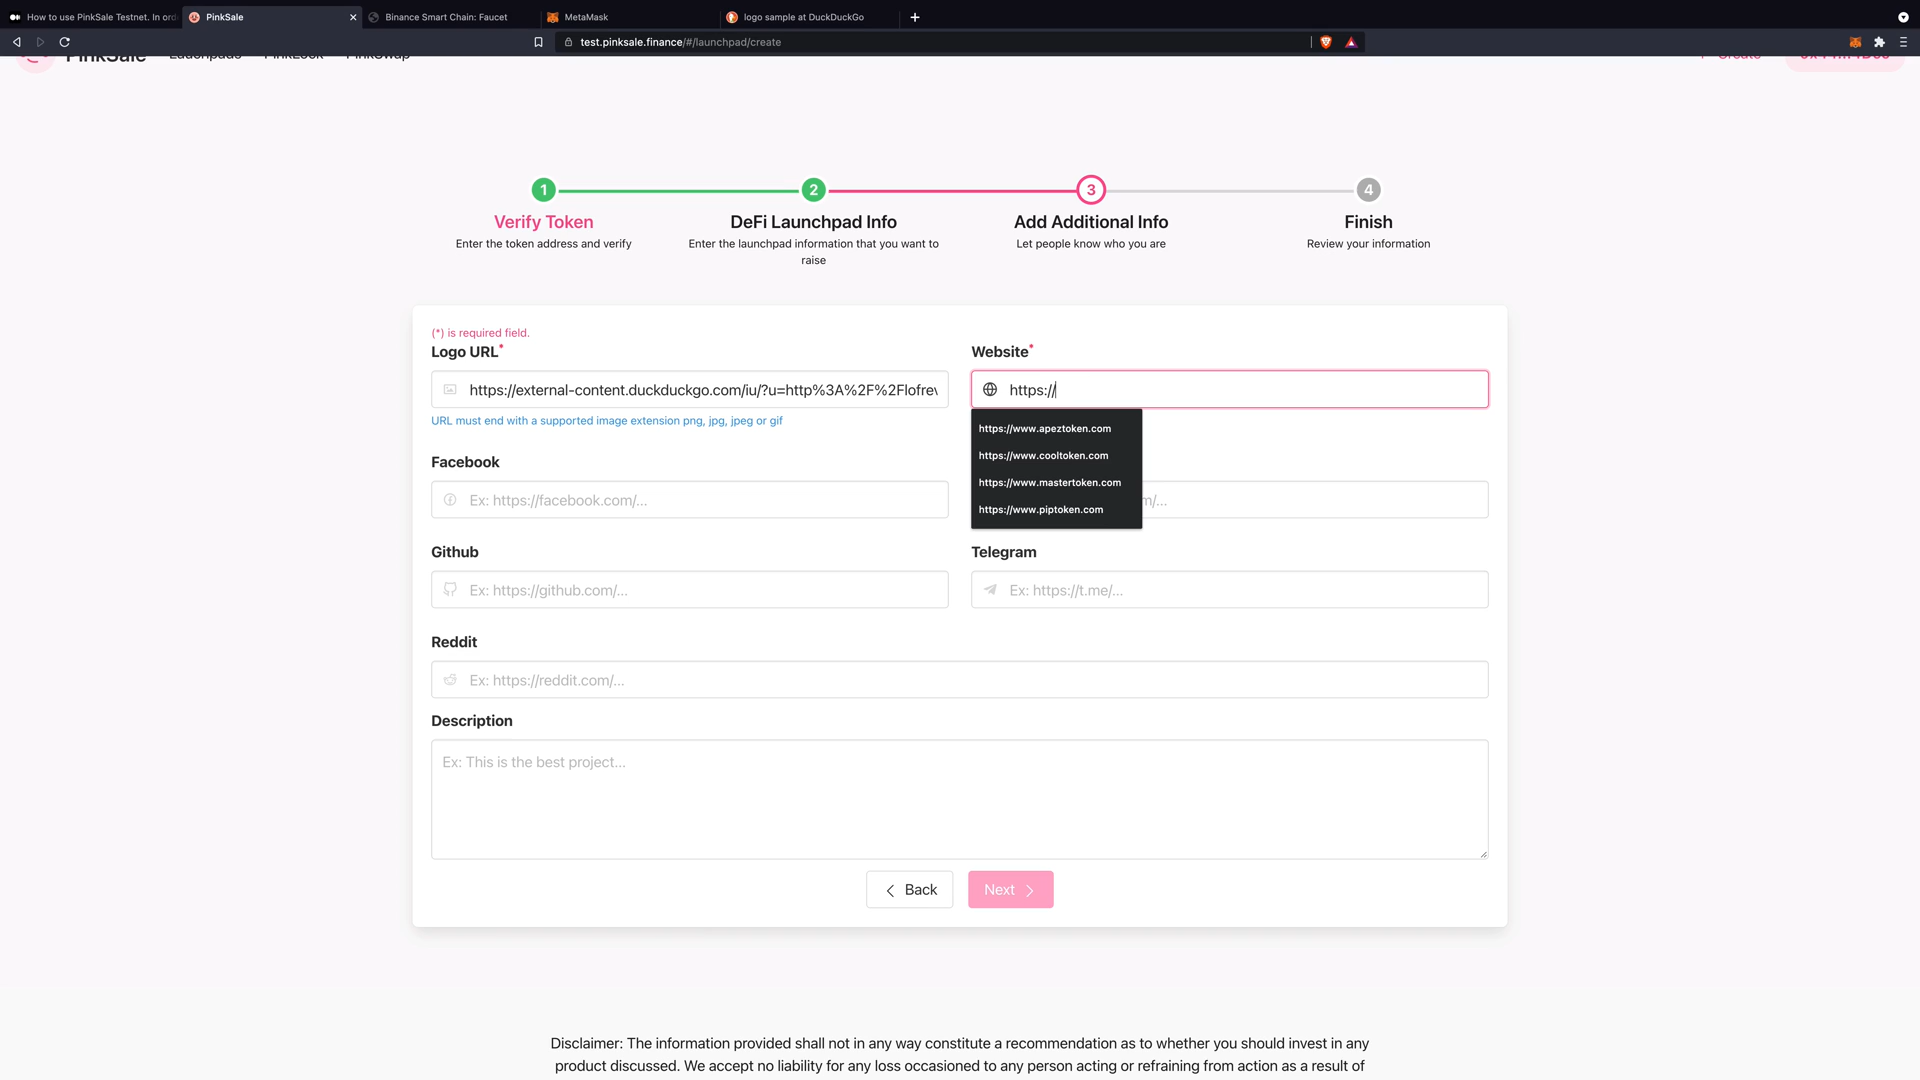 How to use PinkSale Testnet. In ord
PinkSale
Binance Smart Chain: Faucet
MetaMask
logo sample at DuckDuckGo
test.pinksale.finance/#/launchpad/create
PinkSale
Launchpads
PinkLock
PinkSwap
Create
1
2
3
4
Verify Token
DeFi Launchpad Info
Add Additional Info
Finish
Enter the token address and verify
Enter the launchpad information that you want to
raise
Let people know who you are
Review your information
(*) is required field.
Logo URL*
Website*
https://external-content.duckduckgo.com/iu/?u=http%3A%2F%2Flofrev
https://
URL must end with a supported image extension png, jpg, jpeg or gif
https://www.apeztoken.com
https://www.cooltoken.com
https://www.mastertoken.com
https://www.piptoken.com
Facebook
Ex: https://facebook.com/...
m/...
Github
Telegram
Ex: https://github.com/...
Ex: https://t.me/...
Reddit
Ex: https://reddit.com/...
Description
Ex: This is the best project...
Back
Next
Disclaimer: The information provided shall not in any way constitute a recommendation as to whether you should invest in any
product discussed. We accept no liability for any loss occasioned to any person acting or refraining from action as a result of